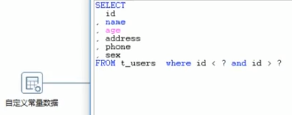 SELECT
id
, name
, age
, address
, phone
, sex
FROM t_users where id < ? and id > ?
自定义常量数据